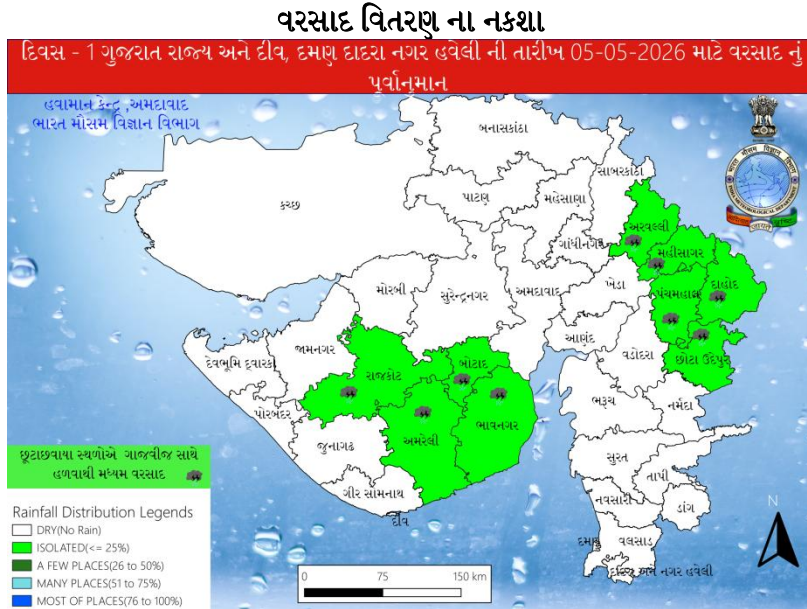 વરસાદ વિતરણ ના નકશા
દિવસ - 1 ગુજરાત રાજ્ય અને દીવ, દમણ દાદરા નગર હવેલી ની તારીખ 05-05-2026 માટે વરસાદ નું
પુર્વાનુમાન
હવામાન કેન્દ્ર ,અમદાવાદ
ભારત મૌસમ વિજ્ઞાન વિભાગ
બનાસકાંઠા
સાબરકાંઠા
પાટણ
મહેસાણા
કચ્છ
અરવલ્લી
ગાંધીનગર
મહીસાગર
મોરબી
સુરેન્દ્રનગર
અમદાવાદ
ખેડા
પંચમહાલ
દાહોદ
જામનગર
આણંદ
દેવભૂમિ દ્વારકા
રાજકોટ
બોટાદ
વડોદરા
છોટા ઉદેપુર
પોરબંદર
ભરૂચ
નર્મદા
જુનાગઢ
અમરેલી
ભાવનગર
સુરત
તાપી
ગીર સોમનાથ
નવસારી
ડાંગ
દીવ
દમણ
વલસાડ
દાદરા અને નગર હવેલી
છૂટાછવાયા સ્થળોએ ગાજવીજ સાથે
હળવાથી મધ્યમ વરસાદ
Rainfall Distribution Legends
DRY(No Rain)
ISOLATED(<= 25%)
A FEW PLACES(26 to 50%)
MANY PLACES(51 to 75%)
MOST OF PLACES(76 to 100%)
0 75 150 km
N